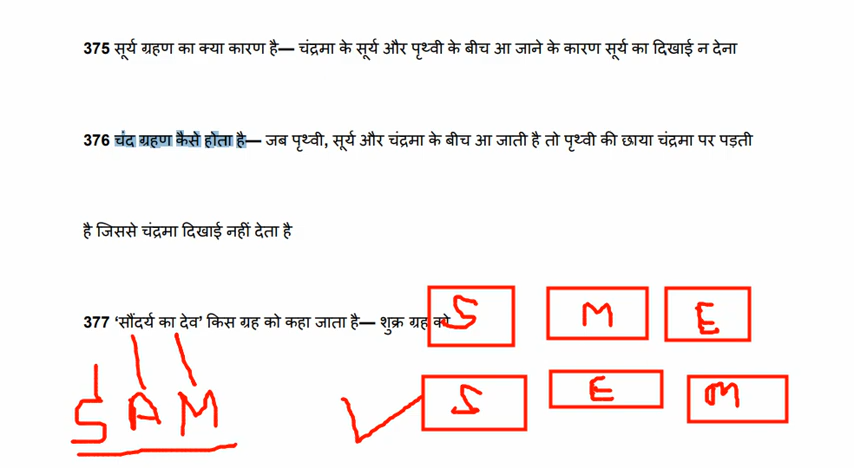 375 सूर्य ग्रहण का क्या कारण है— चंद्रमा के सूर्य और पृथ्वी के बीच आ जाने के कारण सूर्य का दिखाई न देना
376 चंद ग्रहण कैसे होता है— जब पृथ्वी, सूर्य और चंद्रमा के बीच आ जाती है तो पृथ्वी की छाया चंद्रमा पर पड़ती
है जिससे चंद्रमा दिखाई नहीं देता है
377 ‘सौंदर्य का देव’ किस ग्रह को कहा जाता है— शुक्र ग्रह को
S M E
SAM
S E M